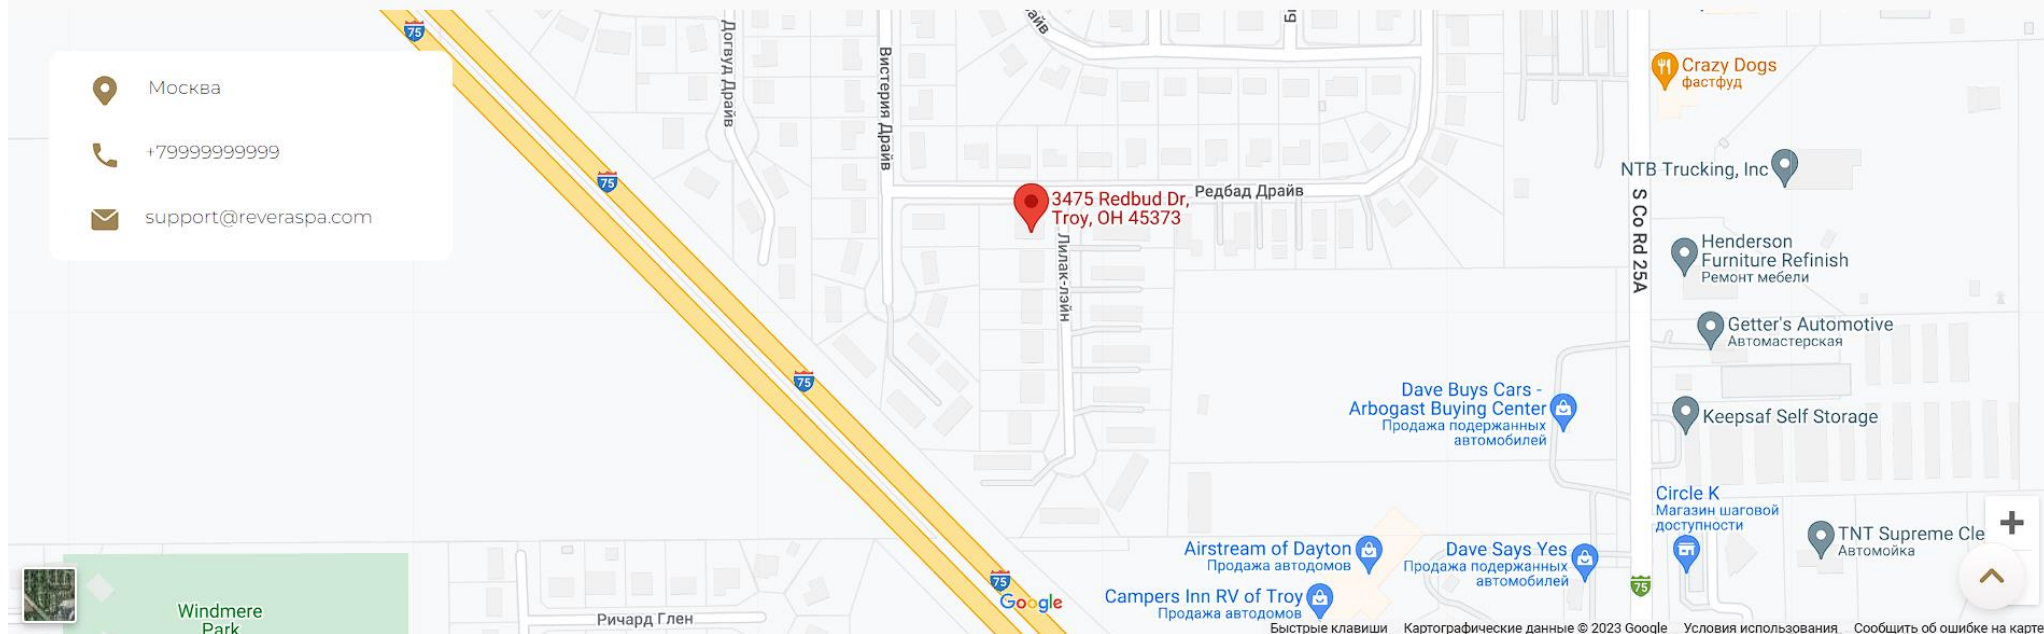 Москва
+79999999999
support@reveraspa.com
75
75
75
75
Догвуд Драйв
Вистерия Драйв
3475 Redbud Dr,
Troy, OH 45373
Редбад Драйв
Лилак-лэйн
S Co Rd 25A
Crazy Dogs
фастфуд
NTB Trucking, Inc
Henderson
Furniture Refinish
Ремонт мебели
Getter's Automotive
Автомастерская
Dave Buys Cars -
Arbogast Buying Center
Продажа подержанных
автомобилей
Keepsaf Self Storage
Circle K
Магазин шаговой
доступности
TNT Supreme Cle
Автомойка
Airstream of Dayton
Продажа автодомов
Dave Says Yes
Продажа подержанных
автомобилей
75
Campers Inn RV of Troy
Продажа автодомов
Windmere
Park
Ричард Глен
Google
Быстрые клавиши Картографические данные © 2023 Google Условия использования Сообщить об ошибке на карте